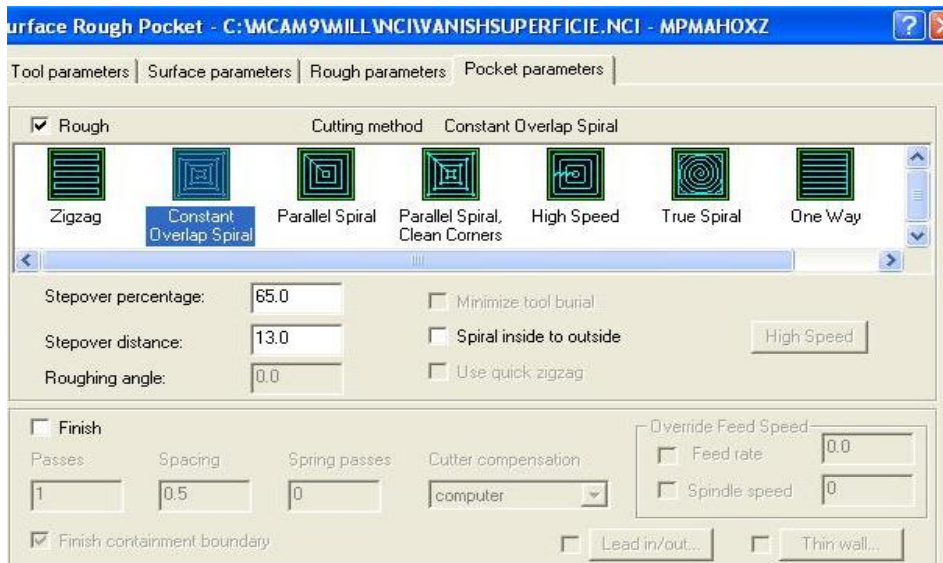 urface Rough Pocket - C:\MCAM9\MILL\NCI\VANISHSUPERFICIE.NCI - MPMAHOXZ
Tool parameters Surface parameters Rough parameters Pocket parameters
Rough Cutting method Constant Overlap Spiral
Zigzag Constant Overlap Spiral Parallel Spiral Parallel Spiral, Clean Corners High Speed True Spiral One Way
Stepover percentage: 65.0 Minimize tool burial
Stepover distance: 13.0 Spiral inside to outside High Speed
Roughing angle: 0.0 Use quick zigzag
Finish Override Feed Speed
Passes Spacing Spring passes Cutter compensation Feed rate 0.0
1 0.5 0 computer Spindle speed 0
Finish containment boundary Lead in/out... Thin wall...